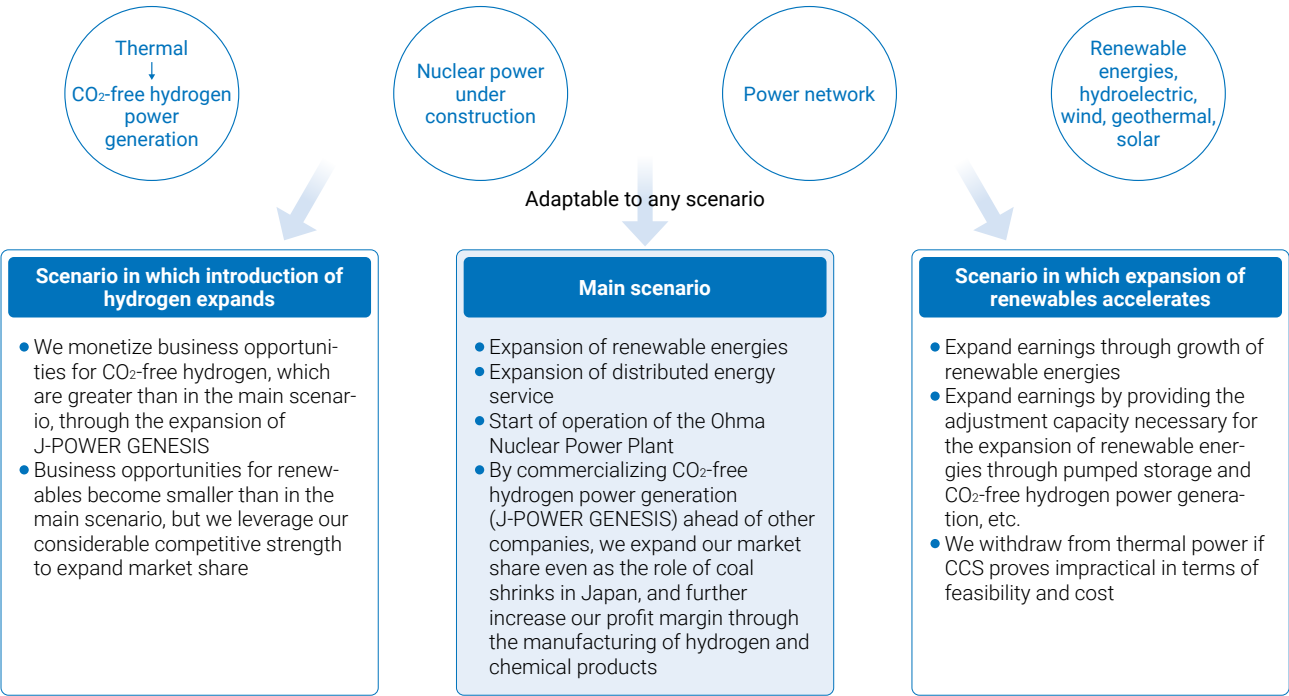 Thermal
↓
CO2-free hydrogen
power
generation
Nuclear power
under
construction
Power network
Renewable
energies,
hydroelectric,
wind, geothermal,
solar
Adaptable to any scenario
Scenario in which introduction of
hydrogen expands
● We monetize business opportuni-
ties for CO2-free hydrogen, which
are greater than in the main scenar-
io, through the expansion of
J-POWER GENESIS
● Business opportunities for renew-
ables become smaller than in the
main scenario, but we leverage our
considerable competitive strength
to expand market share
Main scenario
● Expansion of renewable energies
● Expansion of distributed energy
service
● Start of operation of the Ohma
Nuclear Power Plant
● By commercializing CO2-free
hydrogen power generation
(J-POWER GENESIS) ahead of other
companies, we expand our market
share even as the role of coal
shrinks in Japan, and further
increase our profit margin through
the manufacturing of hydrogen and
chemical products
Scenario in which expansion of
renewables accelerates
● Expand earnings through growth of
renewable energies
● Expand earnings by providing the
adjustment capacity necessary for
the expansion of renewable ener-
gies through pumped storage and
CO2-free hydrogen power genera-
tion, etc.
● We withdraw from thermal power if
CCS proves impractical in terms of
feasibility and cost